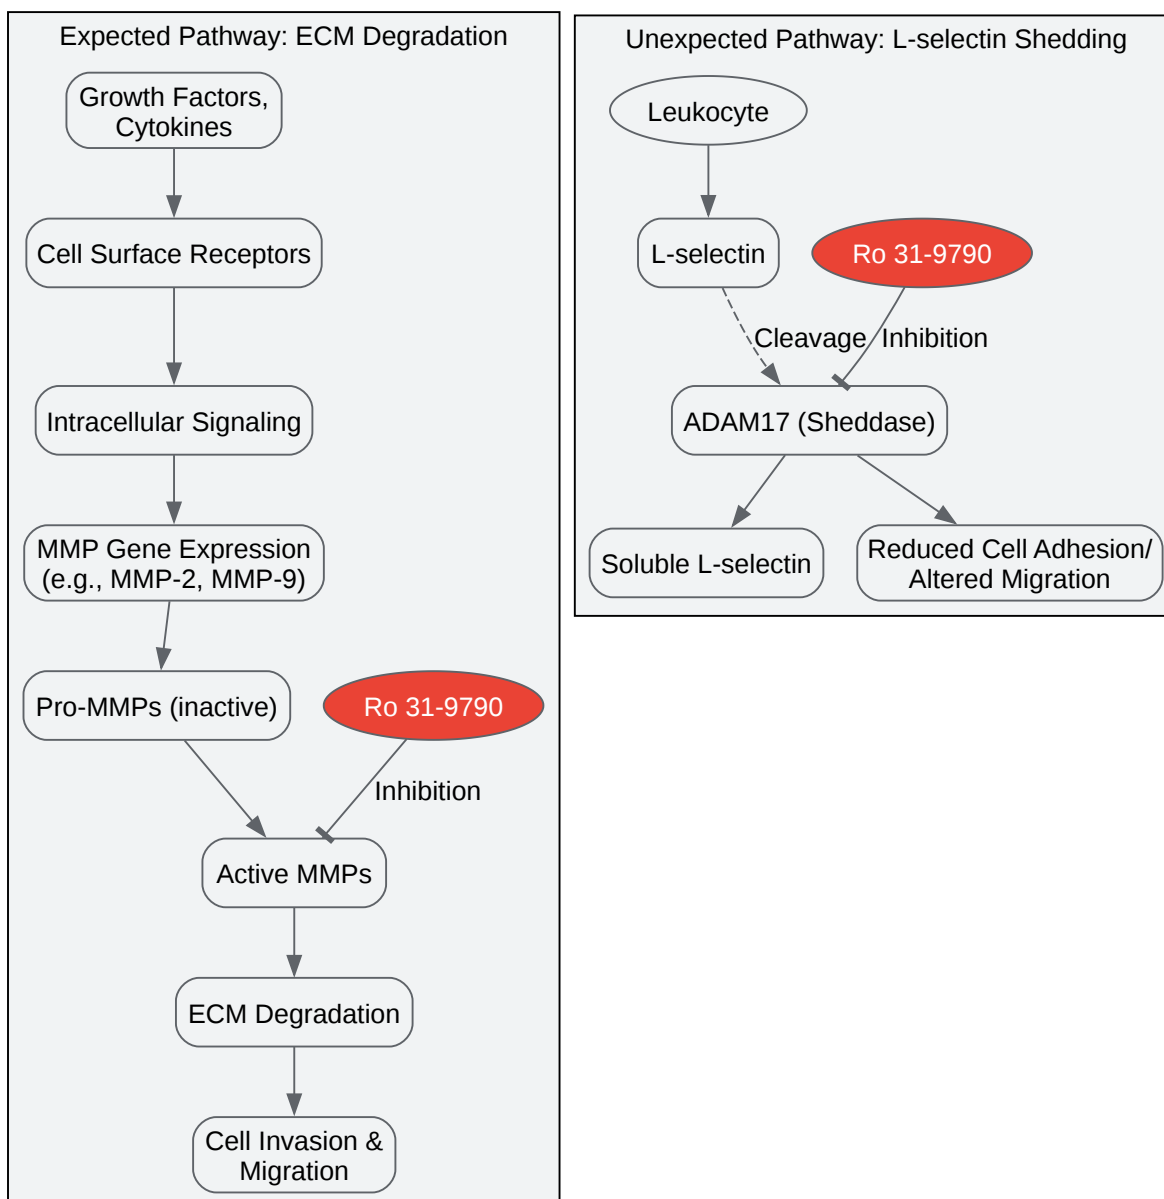 Expected Pathway: ECM Degradation
Growth Factors,
Cytokines
Cell Surface Receptors
Intracellular Signaling
MMP Gene Expression
(e.g., MMP-2, MMP-9)
Pro-MMPs (inactive)
Ro 31-9790
Inhibition
Active MMPs
ECM Degradation
Cell Invasion &
Migration
Unexpected Pathway: L-selectin Shedding
Leukocyte
L-selectin
Ro 31-9790
Cleavage
Inhibition
ADAM17 (Sheddase)
Soluble L-selectin
Reduced Cell Adhesion/
Altered Migration